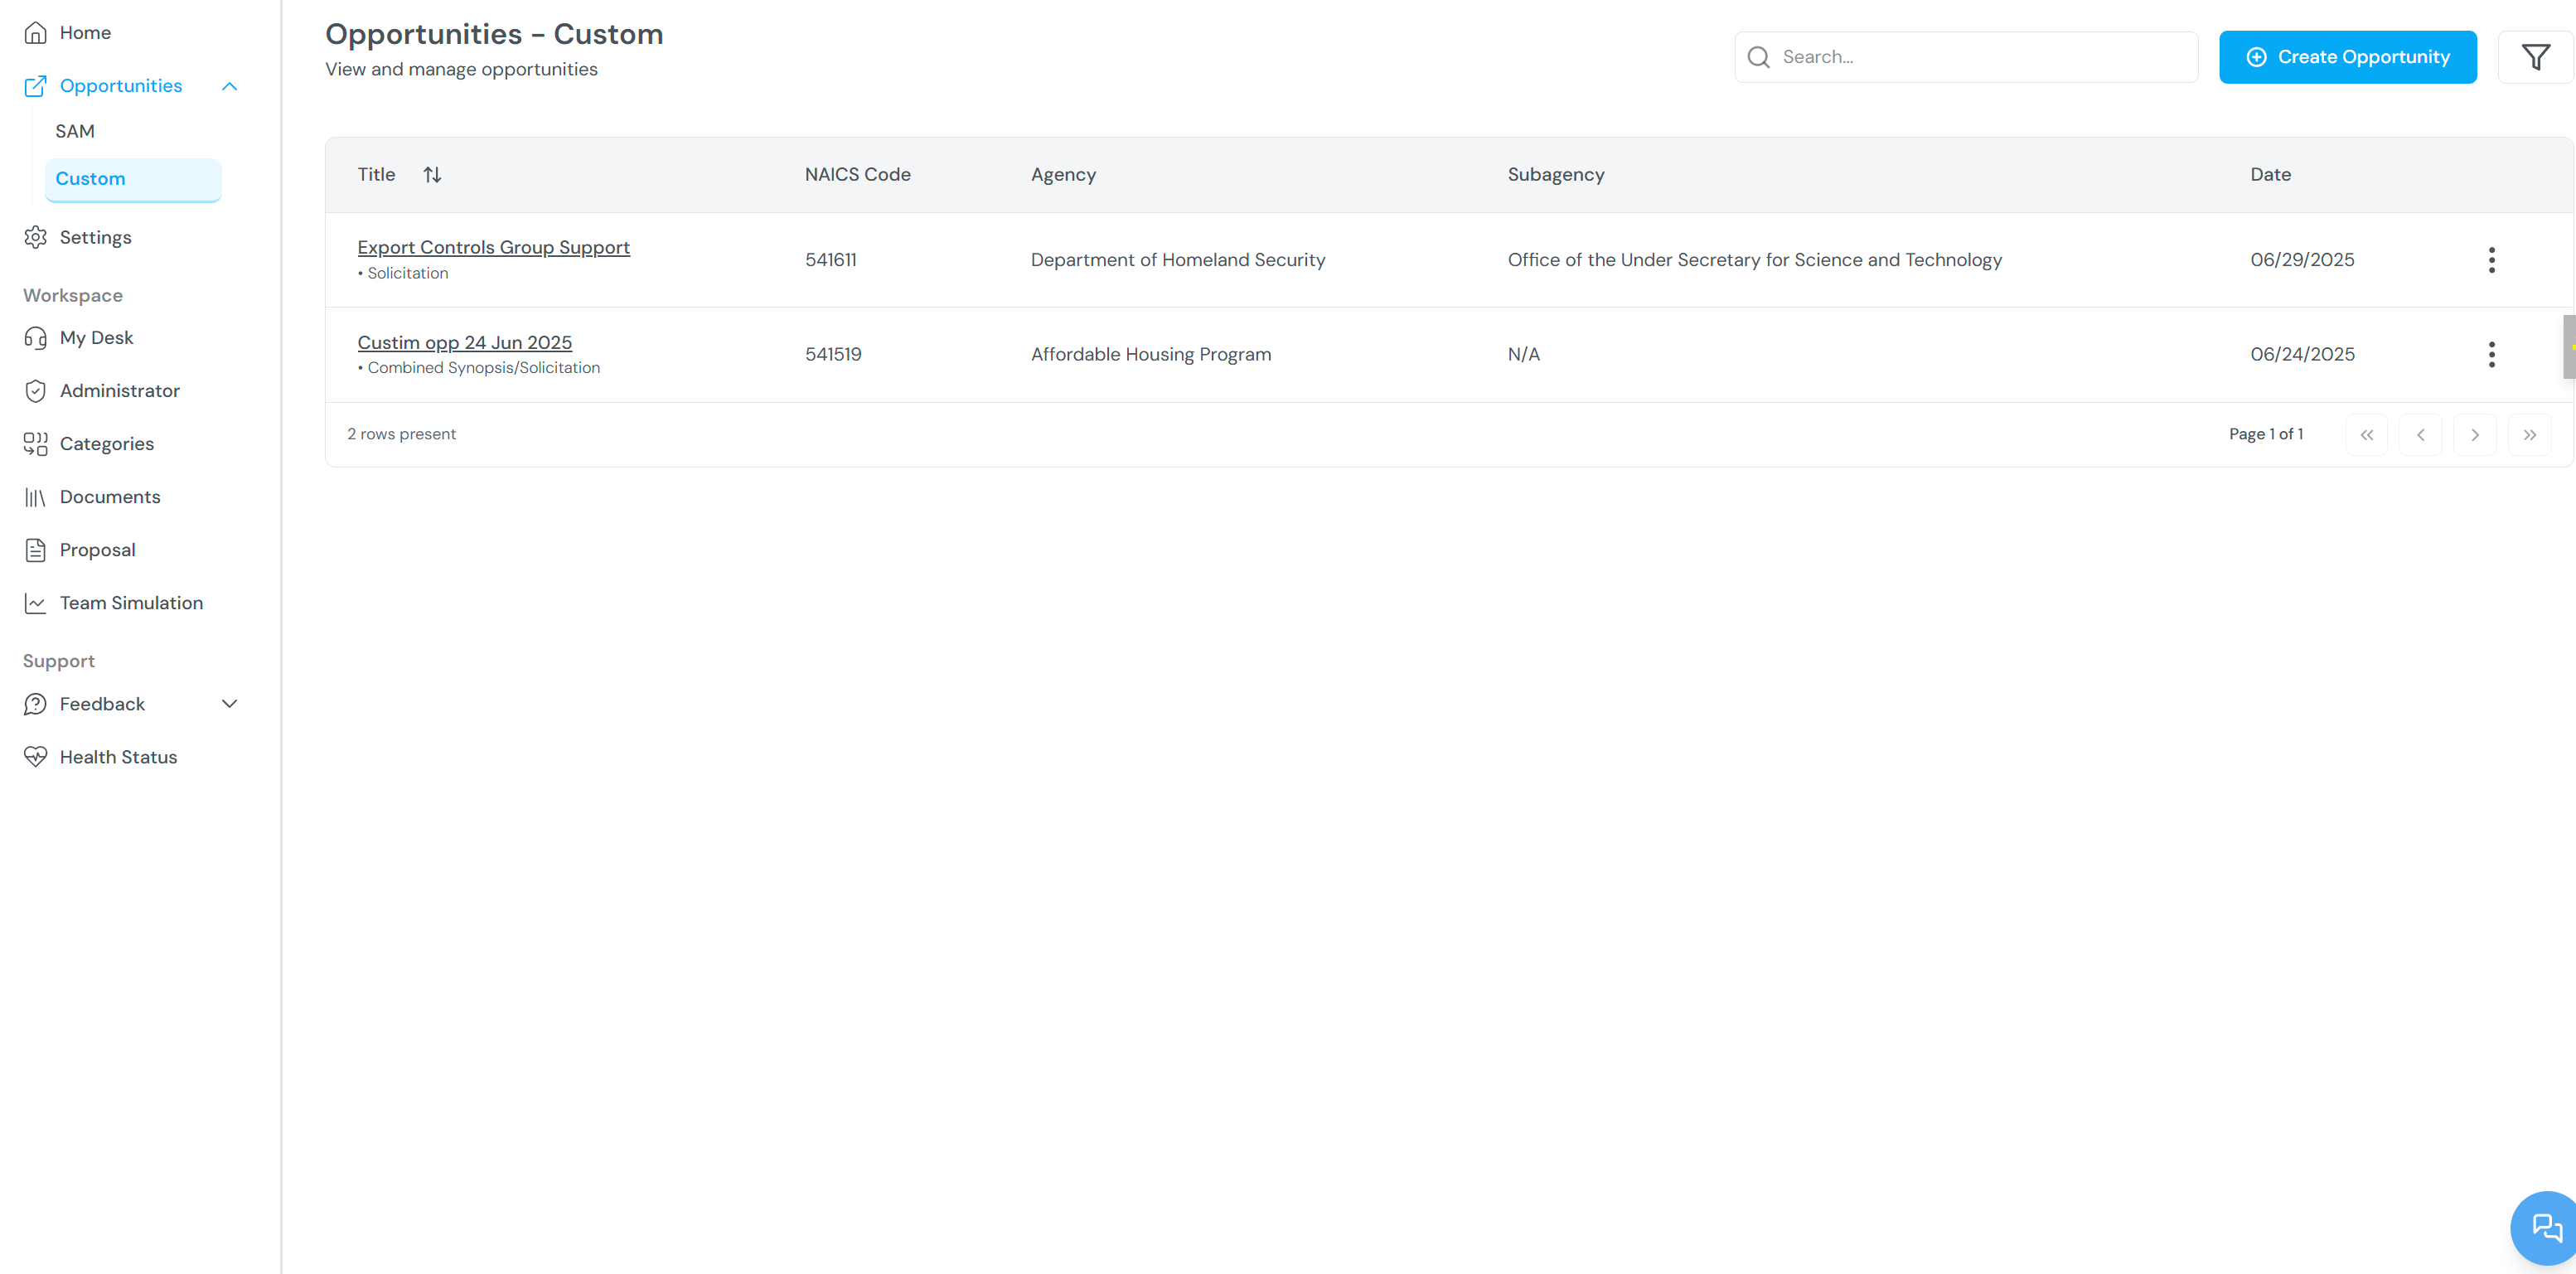 Home
Opportunities
SAM
Custom
Settings
Workspace
My Desk
Administrator
Categories
Documents
Proposal
Team Simulation
Support
Feedback
Health Status
Opportunities - Custom
View and manage opportunities
Search...
Create Opportunity
Title NAICS Code Agency Subagency Date
Export Controls Group Support
• Solicitation
541611 Department of Homeland Security Office of the Under Secretary for Science and Technology 06/29/2025
Custim opp 24 Jun 2025
• Combined Synopsis/Solicitation
541519 Affordable Housing Program N/A 06/24/2025
2 rows present Page 1 of 1